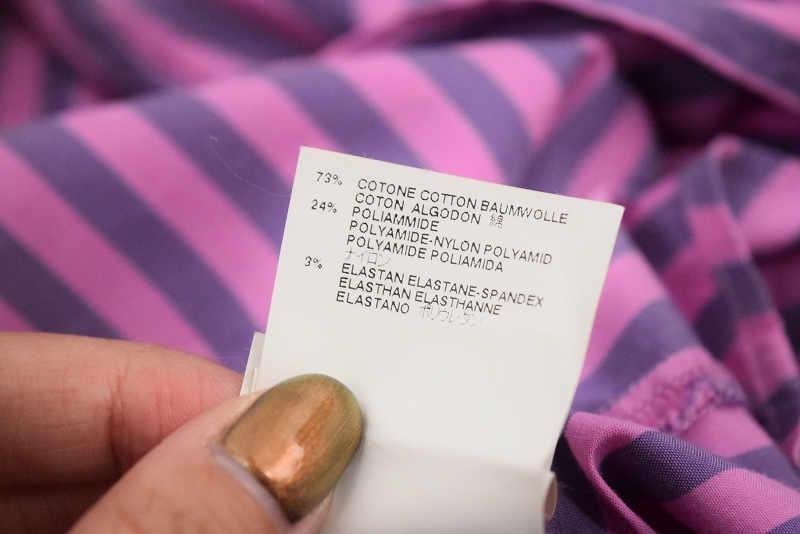 73% COTONE COTTON BAUMWOLLE
COTON ALGODON 綿
24% POLIAMMIDE
POLYAMIDE-NYLON POLYAMID
POLYAMIDE POLIAMIDA
ナイロン
3% ELASTAN ELASTANE-SPANDEX
ELASTHAN ELASTHANNE
ELASTANO ポリウレタン